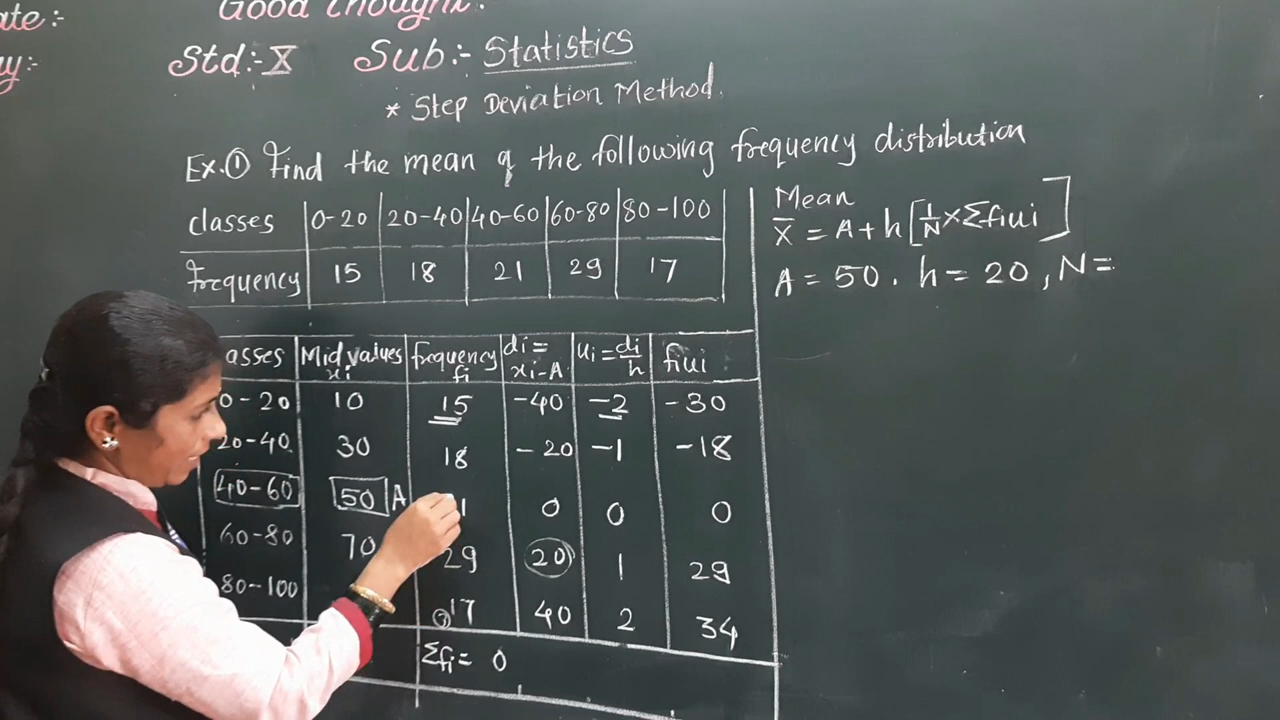 ate:-
Good thought:
ay:-
Std:- X Sub:- Statistics
* Step Deviation Method.
Ex.① Find the mean of the following frequency distribution
classes 0-20 20-40 40-60 60-80 80-100
frequency 15 18 21 29 17
Mean
X̄ = A + h [1/N × Σfiui]
A = 50. h = 20, N =
asses Mid values xi frequency fi di = xi-A ui = di/h fiui
0-20 10 15 -40 -2 -30
20-40 30 18 -20 -1 -18
40-60 50 A 1 0 0 0
60-80 70 29 20 1 29
80-100 ③17 40 2 34
Σfi = 0